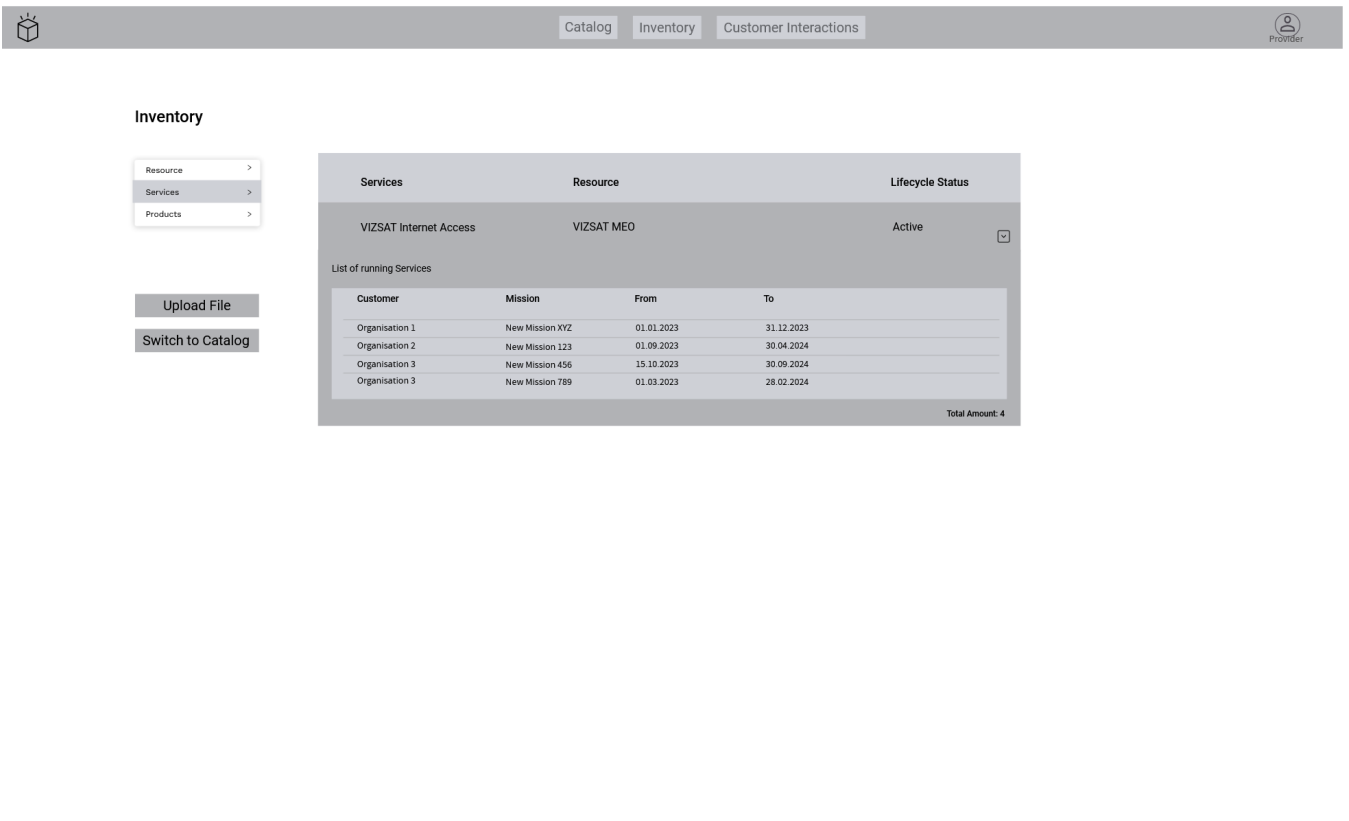 Catalog Inventory Customer Interactions
Provider
Inventory
Resource >
Services >
Products >
Upload File
Switch to Catalog
Services Resource Lifecycle Status
VIZSAT Internet Access VIZSAT MEO Active
List of running Services
Customer Mission From To
Organisation 1 New Mission XYZ 01.01.2023 31.12.2023
Organisation 2 New Mission 123 01.09.2023 30.04.2024
Organisation 3 New Mission 456 15.10.2023 30.09.2024
Organisation 3 New Mission 789 01.03.2023 28.02.2024
Total Amount: 4